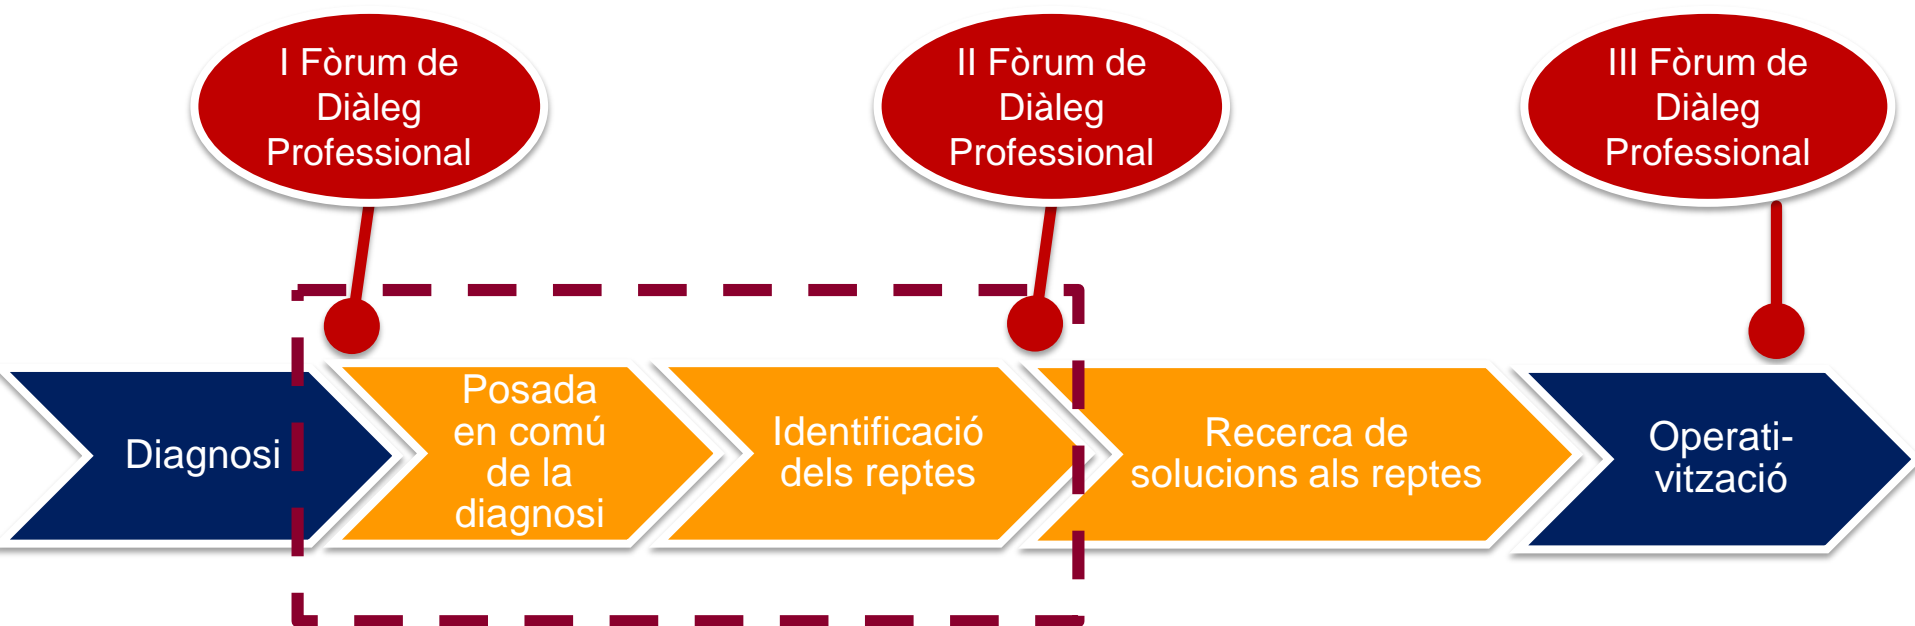 I Fòrum de
Diàleg
Professional
II Fòrum de
Diàleg
Professional
III Fòrum de
Diàleg
Professional
Diagnosi
Posada
en comú
de la
diagnosi
Identificació
dels reptes
Recerca de
solucions als reptes
Operati-
vització